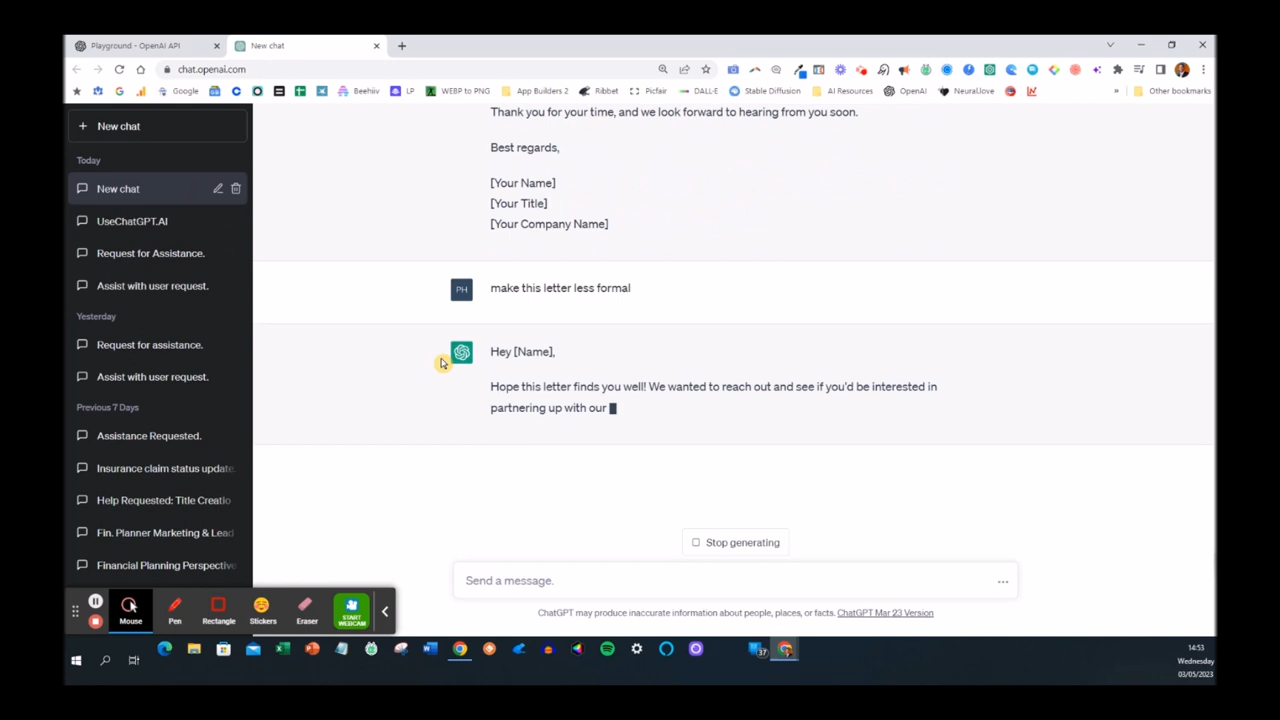 Playground - OpenAI API
New chat
chat.openai.com
Google
Beehiiv
LP
WEBP to PNG
App Builders 2
Ribbet
Picfair
DALL-E
Stable Diffusion
AI Resources
OpenAI
NeuralLove
»
Other bookmarks
+ New chat
Today
New chat
UseChatGPT.AI
Request for Assistance.
Assist with user request.
Yesterday
Request for assistance.
Assist with user request.
Previous 7 Days
Assistance Requested.
Insurance claim status update
Help Requested: Title Creatio
Fin. Planner Marketing & Lead
Financial Planning Perspective
Thank you for your time, and we look forward to hearing from you soon.
Best regards,
[Your Name]
[Your Title]
[Your Company Name]
PH
make this letter less formal
Hey [Name],
Hope this letter finds you well! We wanted to reach out and see if you'd be interested in
partnering up with our
Stop generating
Send a message.
ChatGPT may produce inaccurate information about people, places, or facts. ChatGPT Mar 23 Version
Mouse
Pen
Rectangle
Stickers
Eraser
START
WEBCAM
37
14:53
Wednesday
03/05/2023